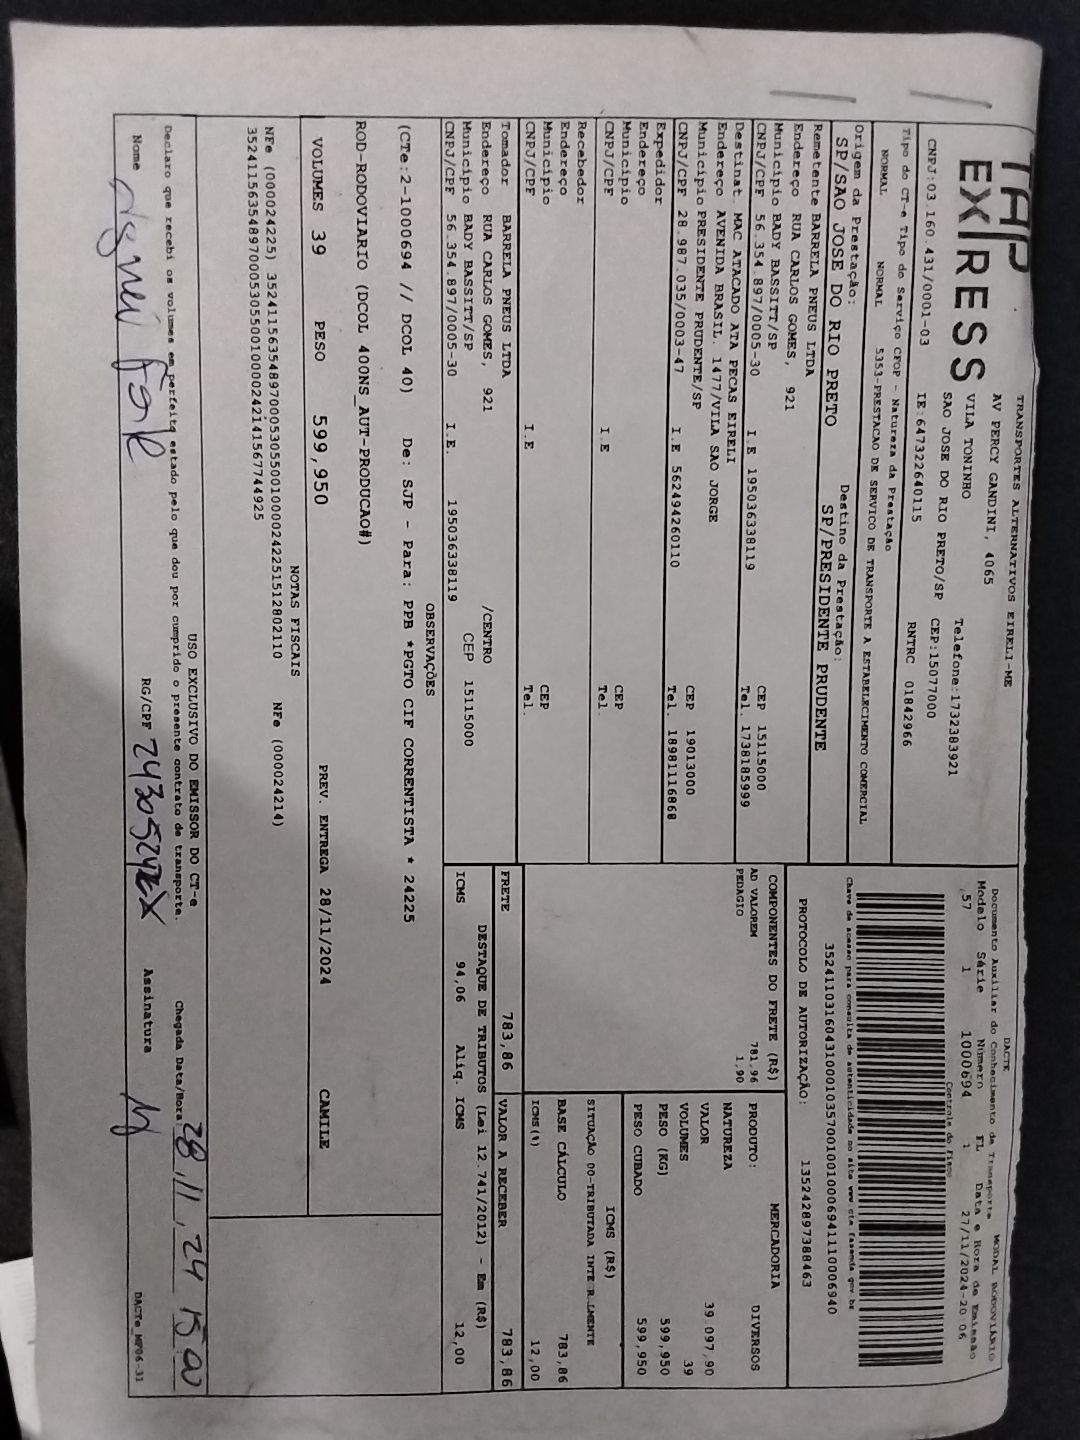 TAP EXPRESS
TRANSPORTES ALTERNATIVOS EIRELI-ME
AV PERCY GANDINI, 4065
VILA TONINHO Telefone:1732383921
SAO JOSE DO RIO PRETO/SP CEP:15077000
CNPJ:03.160.431/0001-03 IE:647322640115 RNTRC 01842966
Tipo do CT-e Tipo do Serviço CFOP - Natureza da Prestação
NORMAL NORMAL 5353-PRESTACAO DE SERVICO DE TRANSPORTE A ESTABELECIMENTO COMERCIAL
Origem da Prestação: Destino da Prestação:
SP/SAO JOSE DO RIO PRETO SP/PRESIDENTE PRUDENTE
Remetente BARRELA PNEUS LTDA
Endereço RUA CARLOS GOMES, 921
Município BADY BASSITT/SP CEP 15115000
CNPJ/CPF 56.354.897/0005-30 I.E 195036338119 Tel. 1738185999
Destinat. MAC ATACADO ATA PECAS EIRELI
Endereço AVENIDA BRASIL. 1477/VILA SAO JORGE
Município PRESIDENTE PRUDENTE/SP CEP 19013000
CNPJ/CPF 28.987.035/0003-47 I.E 562494260110 Tel. 18981116868
Expedidor
Endereço
Município CEP
CNPJ/CPF I.E Tel.
Recebedor
Endereço
Município CEP
CNPJ/CPF I.E Tel.
Tomador BARRELA PNEUS LTDA
Endereço RUA CARLOS GOMES, 921 /CENTRO
Município BADY BASSITT/SP CEP 15115000
CNPJ/CPF 56.354.897/0005-30 I.E. 195036338119
DACTE MODAL RODOVIÁRIO
Documento Auxiliar do Conhecimento de Transporte
Modelo Série Número FL Data e Hora de Emissão
57 1 1000694 1 27/11/2024-20:06
Controle do Fisco
Chave de acesso para consulta de autenticidade no site www.cte.fazenda.gov.br
35241103160431000103570010010006941110006940
PROTOCOLO DE AUTORIZAÇÃO: 135242897388463
COMPONENTES DO FRETE (R$)
AD VALOREM 781,96
PEDAGIO 1,90
MERCADORIA
PRODUTO: DIVERSOS
NATUREZA
VALOR 39.097,90
VOLUMES 39
PESO (KG) 599,950
PESO CUBADO 599,950
ICMS (R$)
SITUAÇÃO 00-TRIBUTADA INTEGRALMENTE
BASE CÁLCULO 783,86
ICMS(%) 12,00
FRETE 783,86 VALOR A RECEBER 783,86
DESTAQUE DE TRIBUTOS (Lei 12.741/2012) - Em (R$)
ICMS 94,06 Aliq. ICMS 12,00
OBSERVAÇÕES
(CTe:2-1000694 // DCOL 40) De: SJP - Para: PPB *PGTO CIF CORRENTISTA * 24225
ROD-RODOVIARIO (DCOL 400NS_AUT-PRODUCAO#)
VOLUMES 39 PESO 599,950 PREV. ENTREGA 28/11/2024 CAMILE
NOTAS FISCAIS
NFe (000024225) 35241156354897000530550010000242251512802110 NFe (000024214)
35241156354897000530550010000242141567744925
USO EXCLUSIVO DO EMISSOR DO CT-e
Declaro que recebi os volumes em perfeito estado pelo que dou por cumprido o presente contrato de transporte. Chegada Data/Hora: 28/11/24 15:00
Nome RG/CPF Assinatura
DACTe_MP06-31